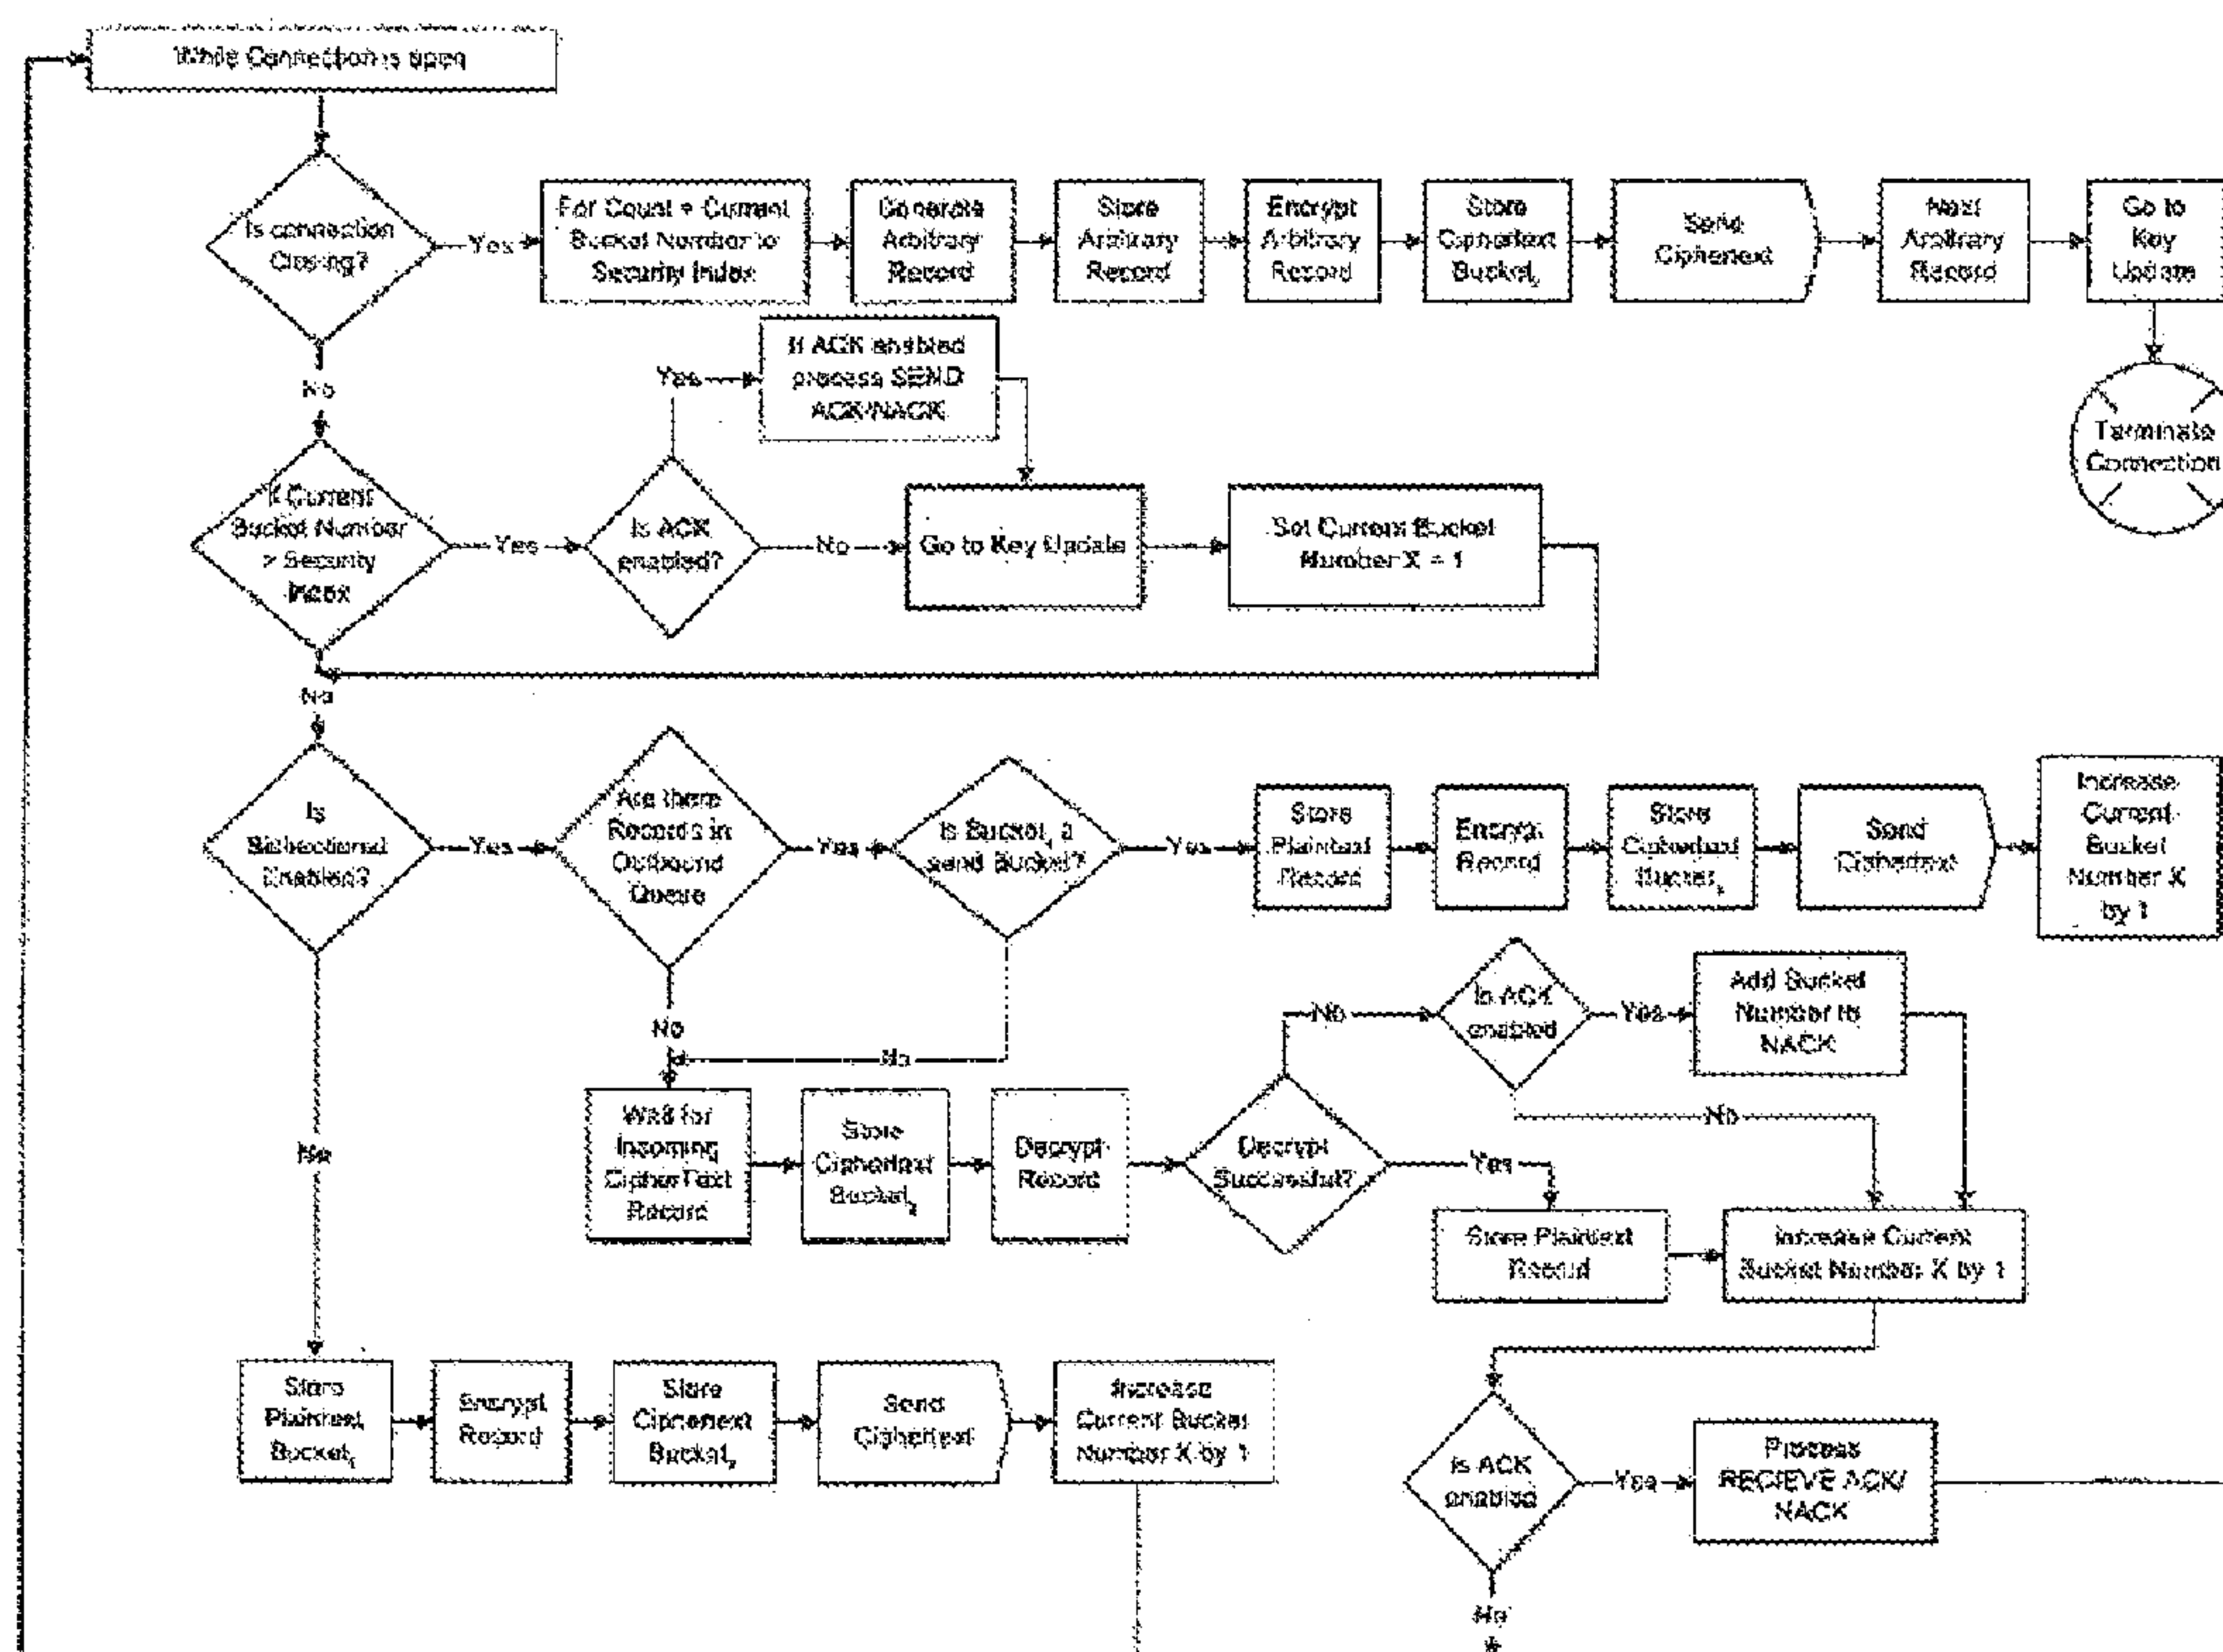 While Connection is open
Is connection
Closing?
Yes
For Count = Current
Bucket Number to
Security Index
Generate
Arbitrary
Record
Store
Arbitrary
Record
Encrypt
Arbitrary
Record
Store
Ciphertext
Bucket
Send
Ciphertext
Next
Arbitrary
Record
Go to
Key
Update
No
Yes
If ACK enabled
process SEND
ACK/NACK
Terminate
Connection
If Current
Bucket Number
> Security
Index
Yes
Is ACK
enabled?
No
Go to Key Update
Set Current Bucket
Number X = 1
No
Is
Bidirectional
Enabled?
Yes
Are there
Records in
Outbound
Queue
Yes
Is Bucket a
send Bucket?
Yes
Store
Plaintext
Record
Encrypt
Record
Store
Ciphertext
Bucket
Send
Ciphertext
Increase
Current
Bucket
Number X
by 1
No
No
No
Is ACK
enabled
Yes
Add Bucket
Number to
NACK
No
Wait for
Incoming
CipherText
Record
Store
Ciphertext
Bucket
Decrypt
Record
Decrypt
Successful?
Yes
No
Store Plaintext
Record
Increase Current
Bucket Number X by 1
Store
Plaintext
Bucket
Encrypt
Record
Store
Ciphertext
Bucket
Send
Ciphertext
Increase
Current Bucket
Number X by 1
Is ACK
enabled
Yes
Process
RECIEVE ACK/
NACK
No